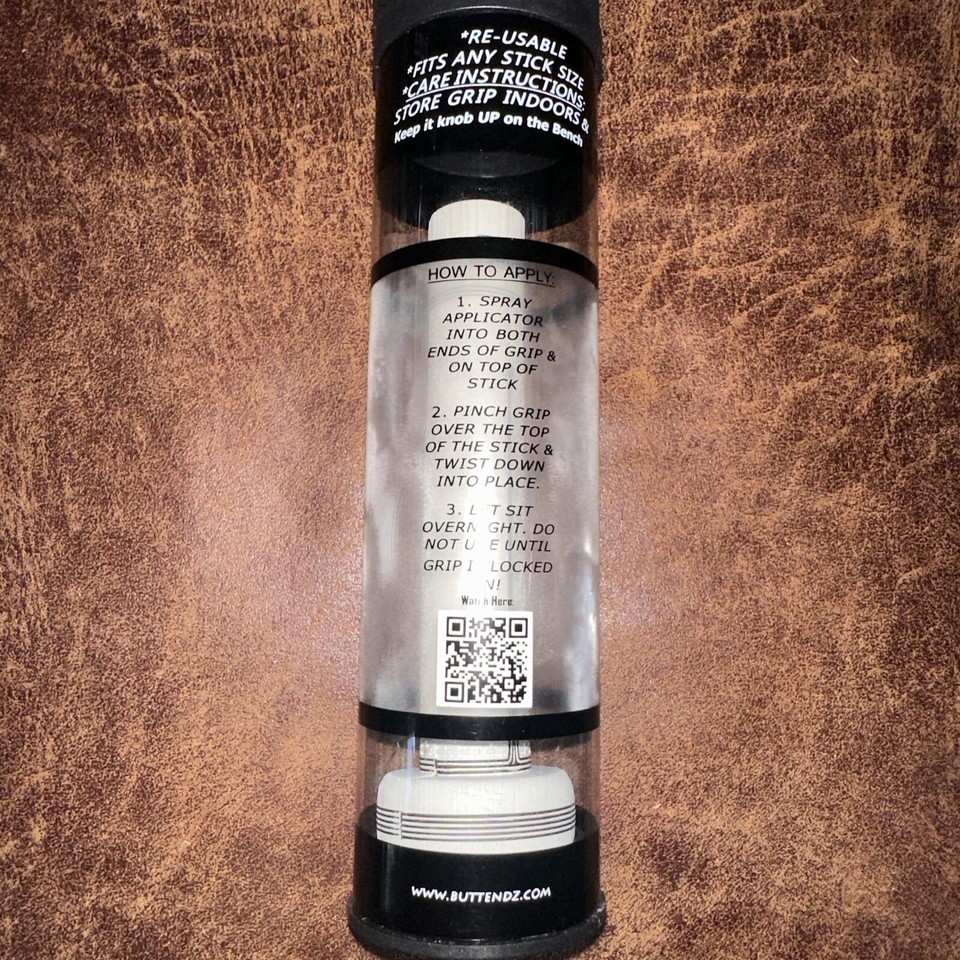 *RE-USABLE
*FITS ANY STICK SIZE
*CARE INSTRUCTIONS:
STORE GRIP INDOORS &
Keep it knob UP on the Bench
HOW TO APPLY:
1. SPRAY
APPLICATOR
INTO BOTH
ENDS OF GRIP &
ON TOP OF
STICK
2. PINCH GRIP
OVER THE TOP
OF THE STICK &
TWIST DOWN
INTO PLACE.
3. LET SIT
OVERNIGHT. DO
NOT USE UNTIL
GRIP IS LOCKED
IN!
Watch Here:
WWW.BUTTENDZ.COM